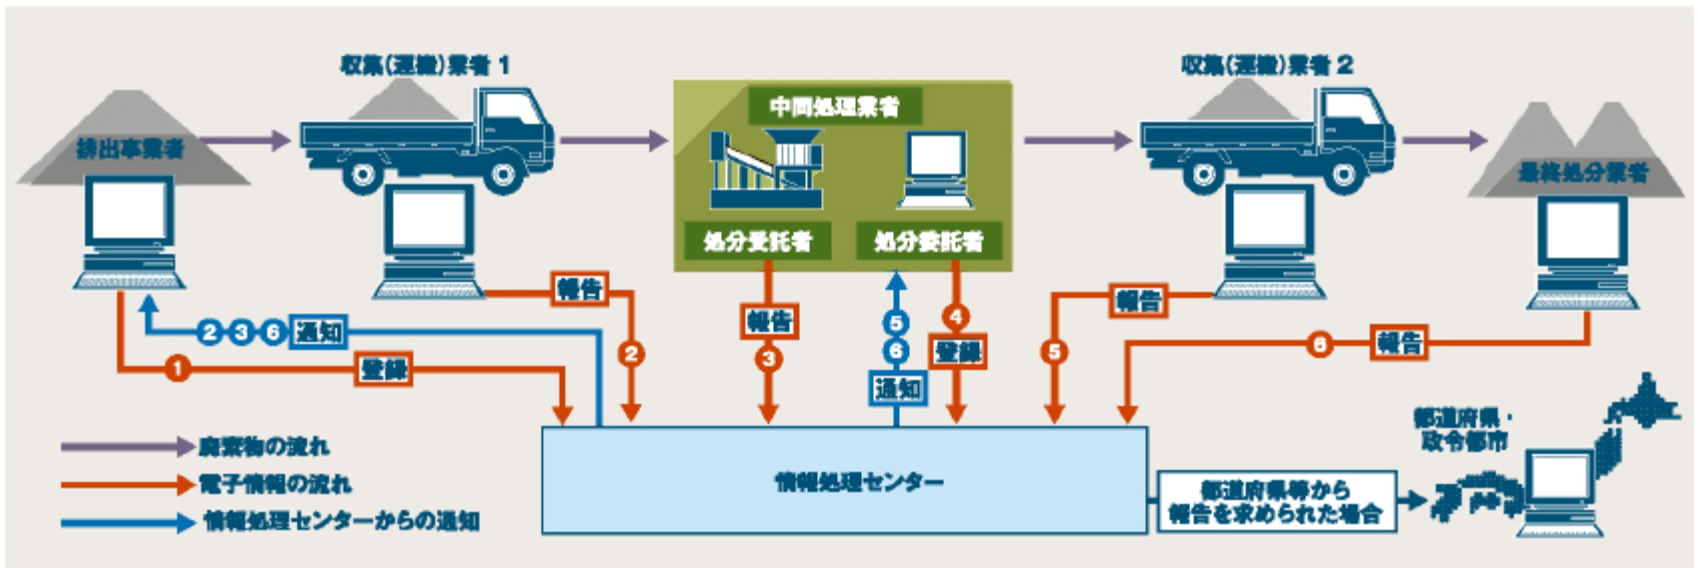 収集(運搬)業者 1
収集(運搬)業者 2
中間処理業者
排出事業者
最終処分業者
処分受託者
処分委託者
報告
2 3 6 通知
1 登録
2
報告
3
5
6
通知
4
登録
報告
5
6 報告
廃棄物の流れ
電子情報の流れ
情報処理センターからの通知
情報処理センター
都道府県等から
報告を求められた場合
都道府県・
政令都市